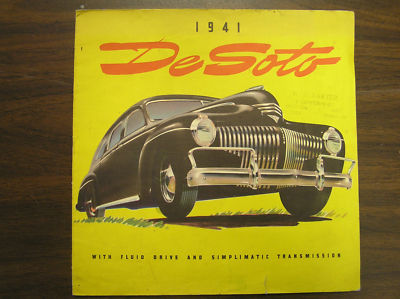 1941
DeSoto
WITH FLUID DRIVE AND SIMPLIMATIC TRANSMISSION